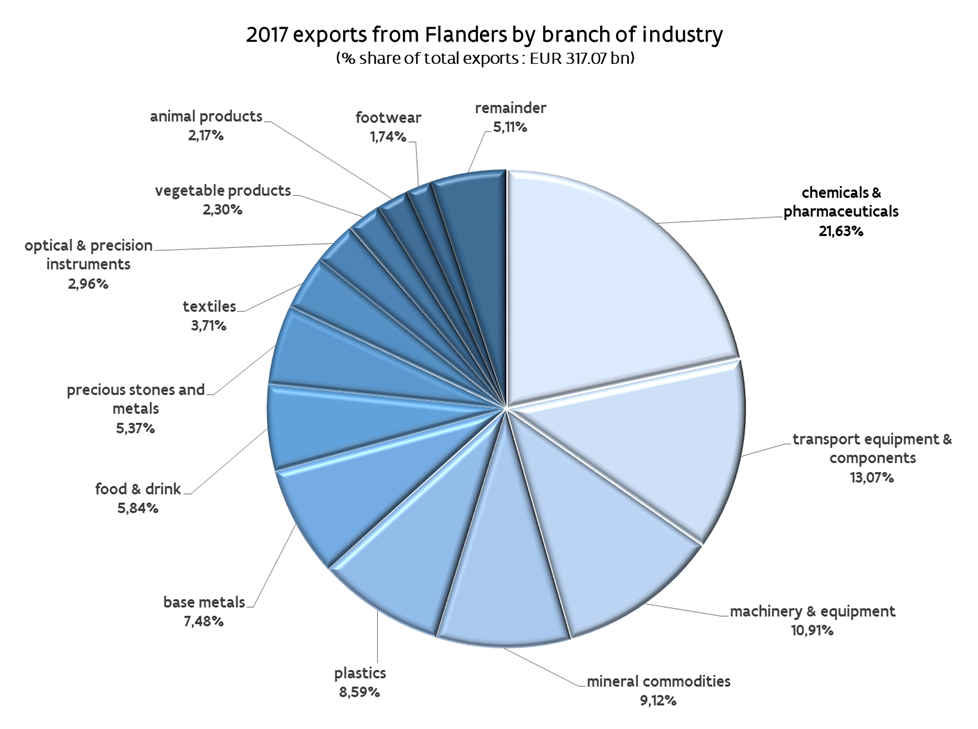 2017 exports from Flanders by branch of industry
(% share of total exports : EUR 317.07 bn)
remainder
5,11%
chemicals &
pharmaceuticals
21,63%
transport equipment &
components
13,07%
machinery & equipment
10,91%
mineral commodities
9,12%
plastics
8,59%
base metals
7,48%
food & drink
5,84%
precious stones and
metals
5,37%
textiles
3,71%
optical & precision
instruments
2,96%
vegetable products
2,30%
animal products
2,17%
footwear
1,74%